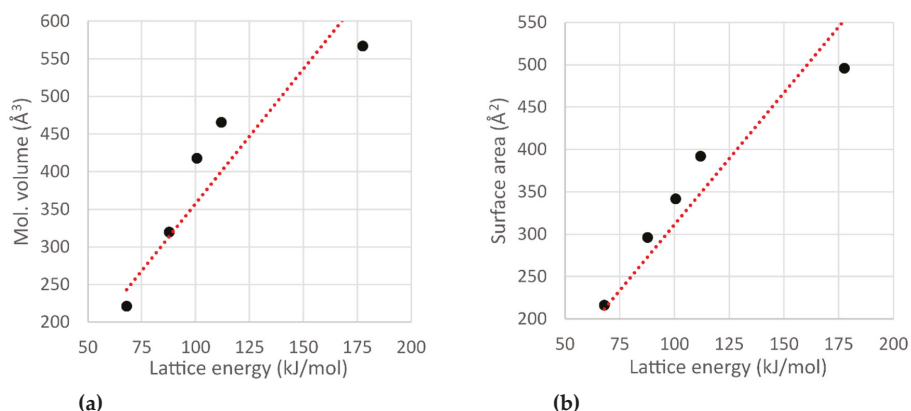 600
550
500
450
400
350
300
250
200
Mol. volume (Å³)
50 75 100 125 150 175 200
Lattice energy (kJ/mol)
(a)
550
500
450
400
350
300
250
200
Surface area (Å²)
50 75 100 125 150 175 200
Lattice energy (kJ/mol)
(b)